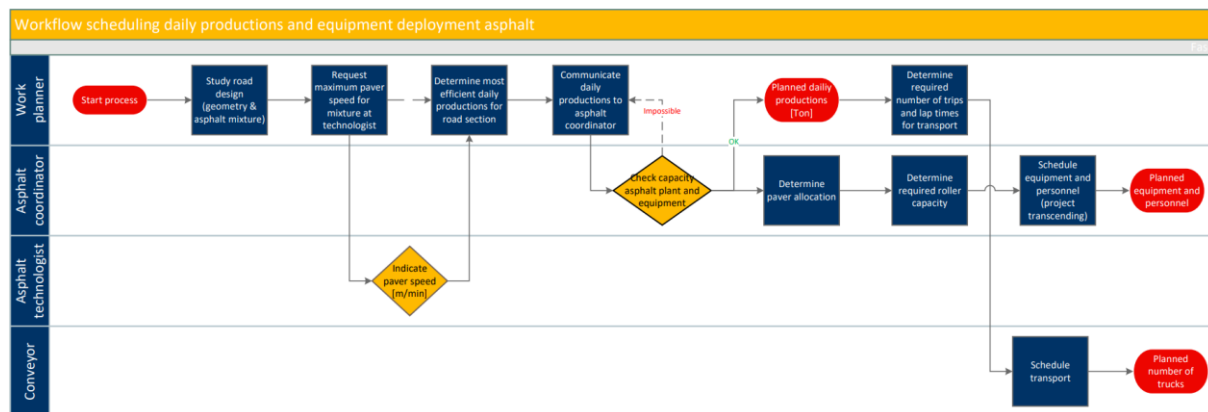 Workflow scheduling daily productions and equipment deployment asphalt
Work
planner
Start process
Study road
design
(geometry &
asphalt mixture)
Request
maximum paver
speed for
mixture at
technologist
Determine most
efficient daily
productions for
road section
Communicate
daily
productions to
asphalt
coordinator
Impossible
OK
Planned daily
productions
[Ton]
Determine
required
number of trips
and lap times
for transport
Asphalt
coordinator
Check capacity
asphalt plant and
equipment
Determine
paver allocation
Determine
required roller
capacity
Schedule
equipment and
personnel
(project
transcending)
Planned
equipment and
personnel
Asphalt
technologist
Indicate
paver speed
[m/min]
Conveyor
Schedule
transport
Planned
number of
trucks